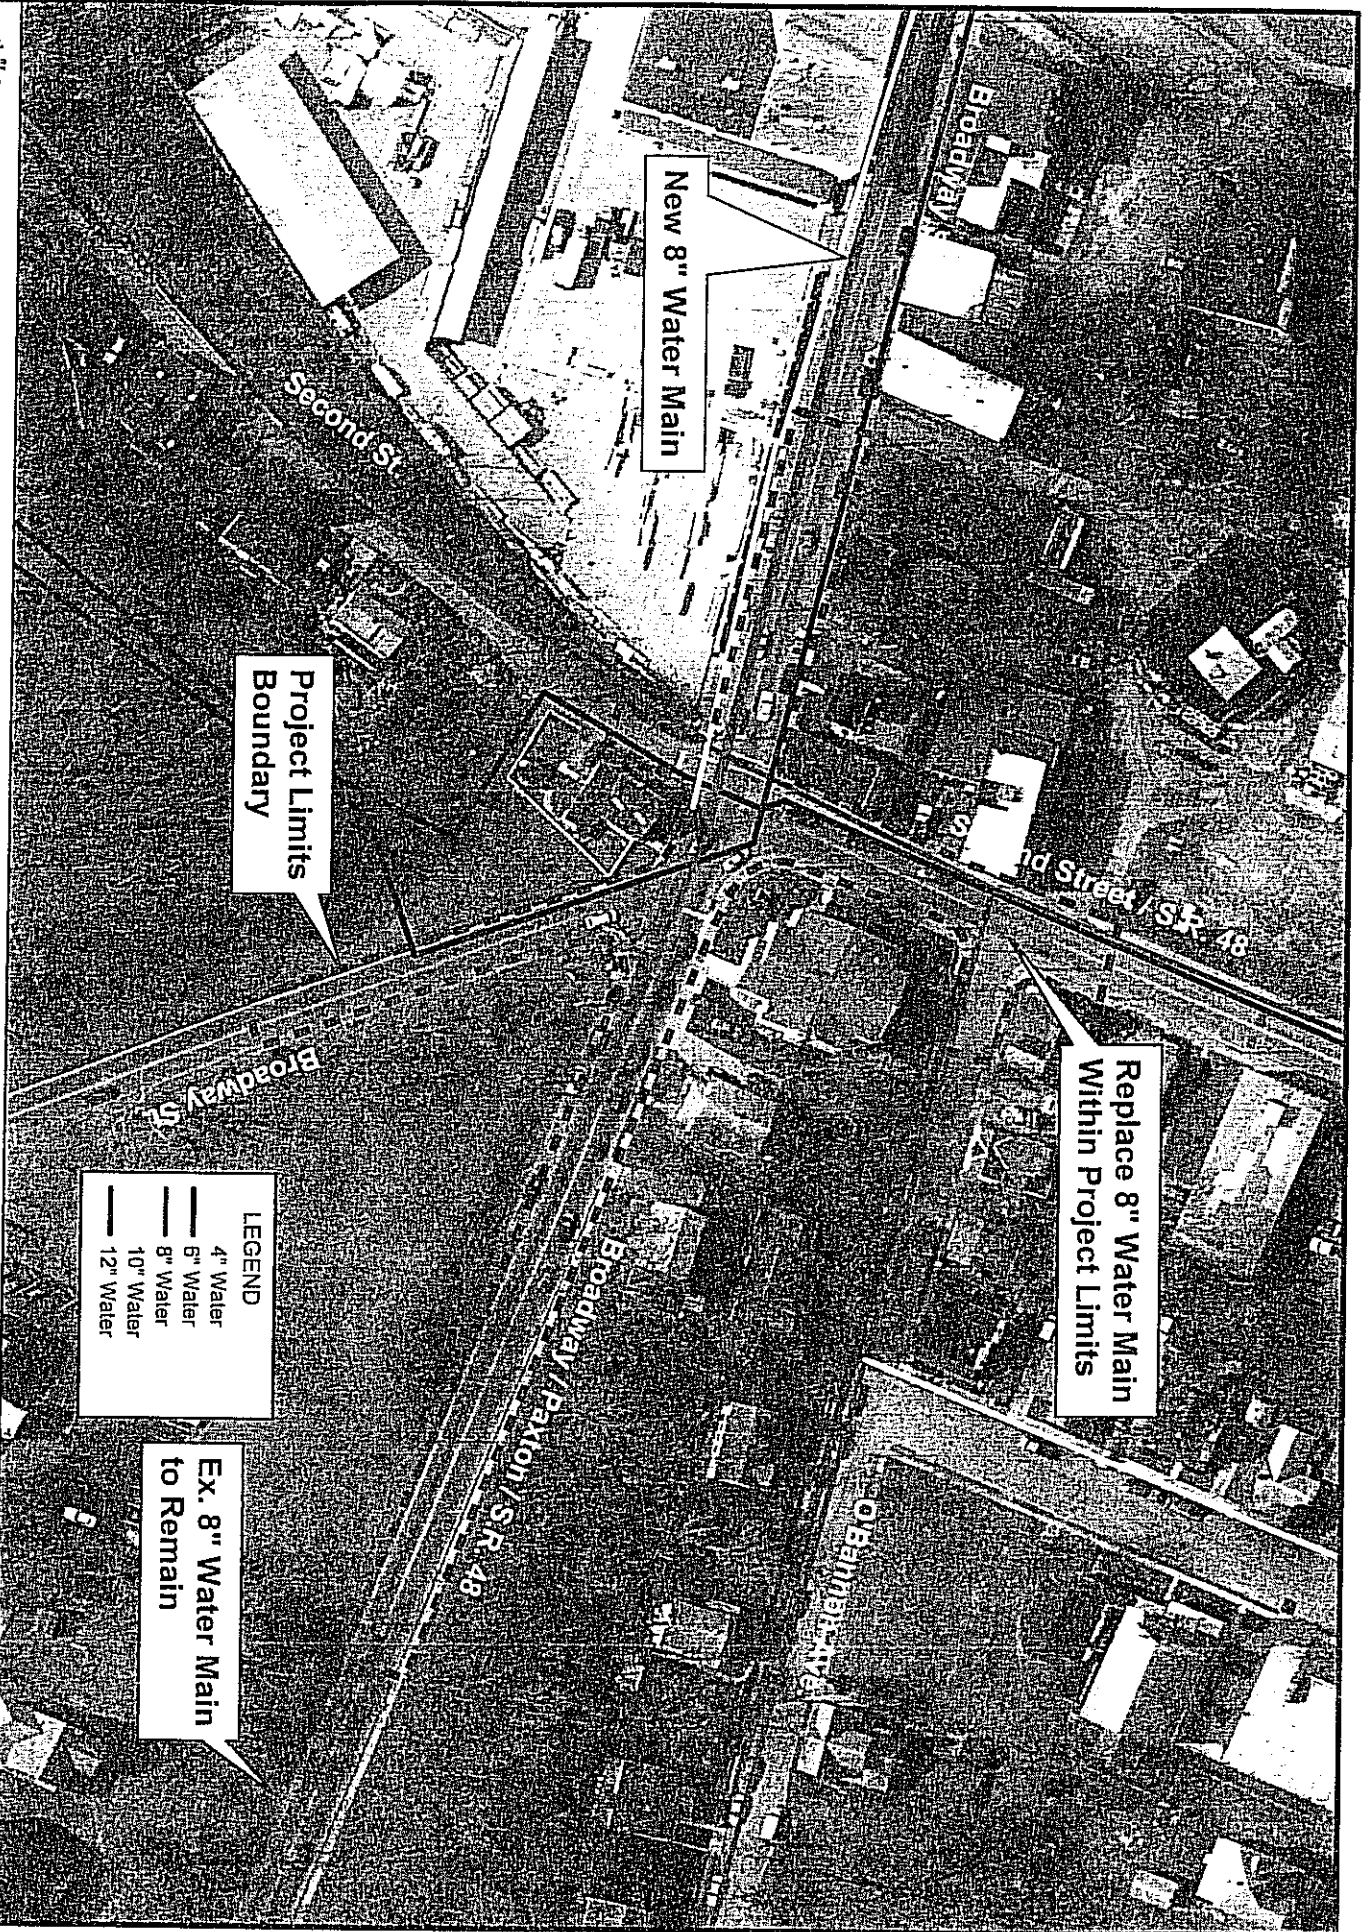 Broadway
New 8" Water Main
Second St
Project Limits
Boundary
nd Street / S.R. 48
Replace 8" Water Main
Within Project Limits
Broadway St
Broadway / Paxton / S.R. 48
O'Bannon Ave
LEGEND
4" Water
6" Water
8" Water
10" Water
12" Water
Ex. 8" Water Main
to Remain